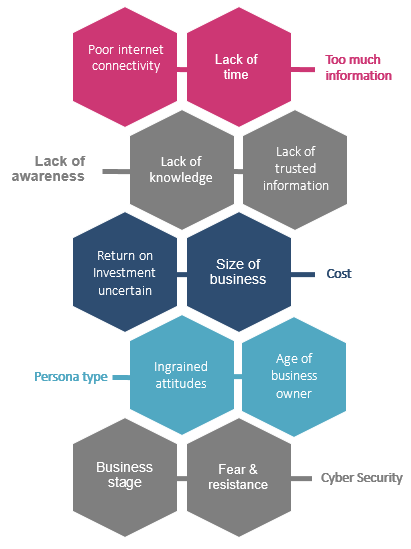 Poor internet
connectivity
Lack of
time
Too much
information
Lack of
awareness
Lack of
knowledge
Lack of
trusted
information
Return on
Investment
uncertain
Size of
business
Cost
Persona type
Ingrained
attitudes
Age of
business
owner
Business
stage
Fear &
resistance
Cyber Security